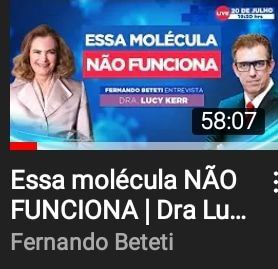 LIVE 20 DE JULHO
19:30 hrs
ESSA MOLÉCULA
NÃO FUNCIONA
FERNANDO BETETI ENTREVISTA
DRA. LUCY KERR
58:07
Essa molécula NÃO
FUNCIONA | Dra Lu...
Fernando Beteti